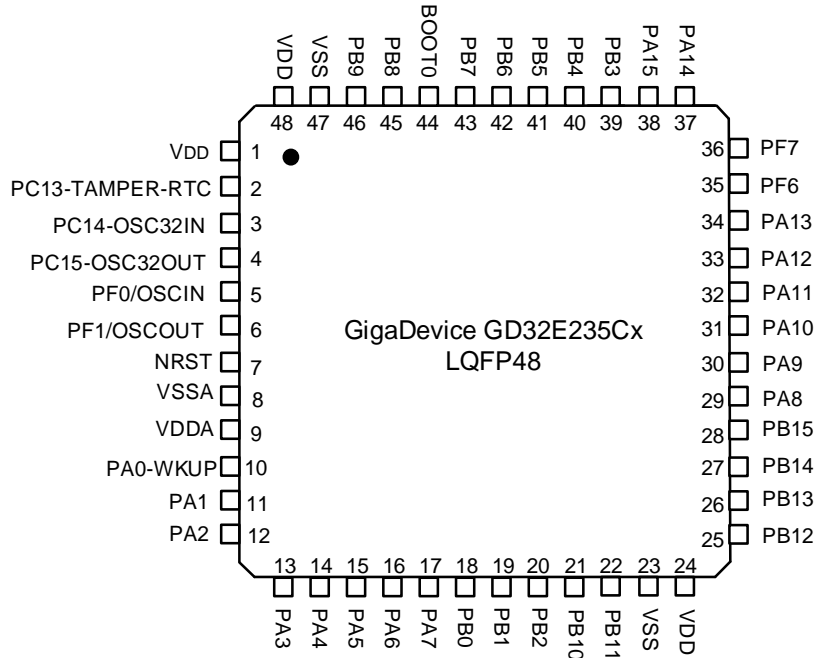 VDD
VSS
PB9
PB8
BOOT0
PB7
PB6
PB5
PB4
PB3
PA15
PA14
48 47 46 45 44 43 42 41 40 39 38 37
VDD 1
PC13-TAMPER-RTC 2
PC14-OSC32IN 3
PC15-OSC32OUT 4
PF0/OSCIN 5
PF1/OSCOUT 6
NRST 7
VSSA 8
VDDA 9
PA0-WKUP 10
PA1 11
PA2 12
GigaDevice GD32E235Cx
LQFP48
36 PF7
35 PF6
34 PA13
33 PA12
32 PA11
31 PA10
30 PA9
29 PA8
28 PB15
27 PB14
26 PB13
25 PB12
13 14 15 16 17 18 19 20 21 22 23 24
PA3
PA4
PA5
PA6
PA7
PB0
PB1
PB2
PB10
PB11
VSS
VDD